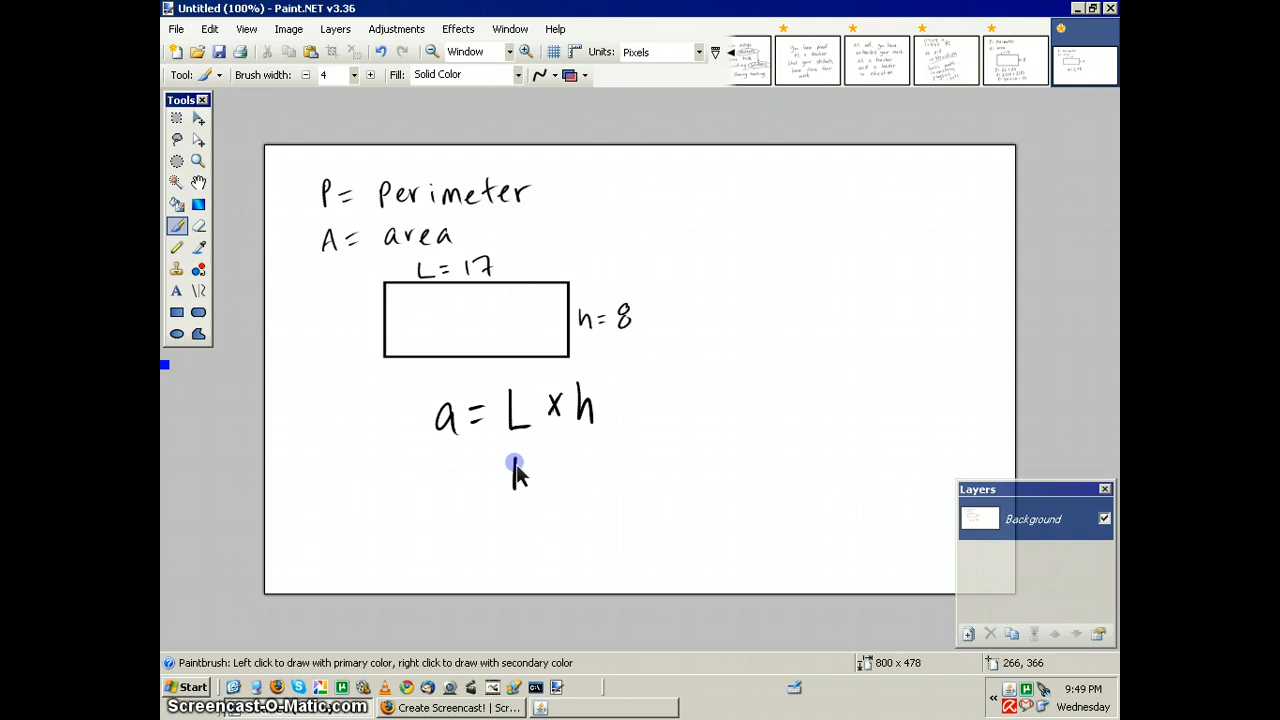 Untitled (100%) - Paint.NET v3.36
File Edit View Image Layers Adjustments Effects Window Help
Window Units: Pixels
Tool: Brush width: 4 Fill: Solid Color
Tools
P = Perimeter
A = area
L = 17
h = 8
a = L × h
Layers
Background
Paintbrush: Left click to draw with primary color, right click to draw with secondary color
800 x 478
266, 366
Start
Create Screencast! | Scr...
9:49 PM
Wednesday
Screencast-O-Matic.com